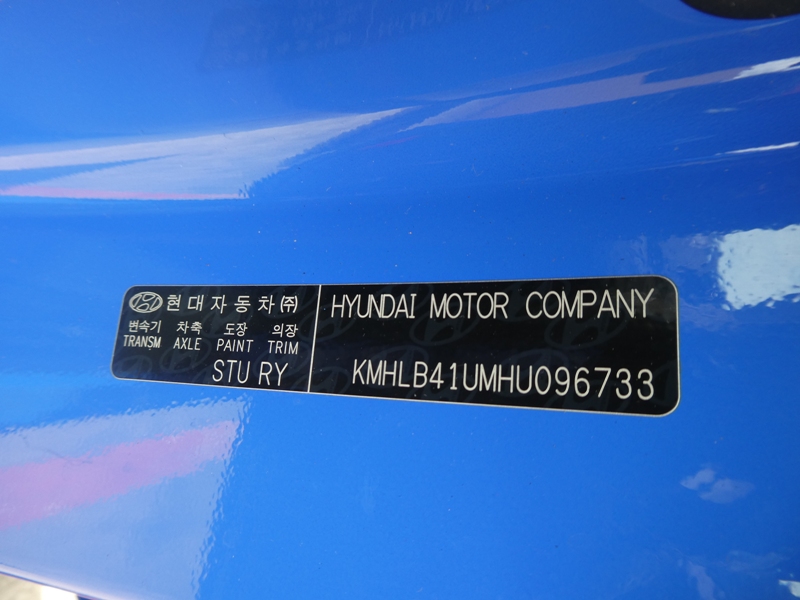 현대자동차㈜
변속기 차축 도장 의장
TRANSM AXLE PAINT TRIM
STU RY
HYUNDAI MOTOR COMPANY
KMHLB41UMHU096733